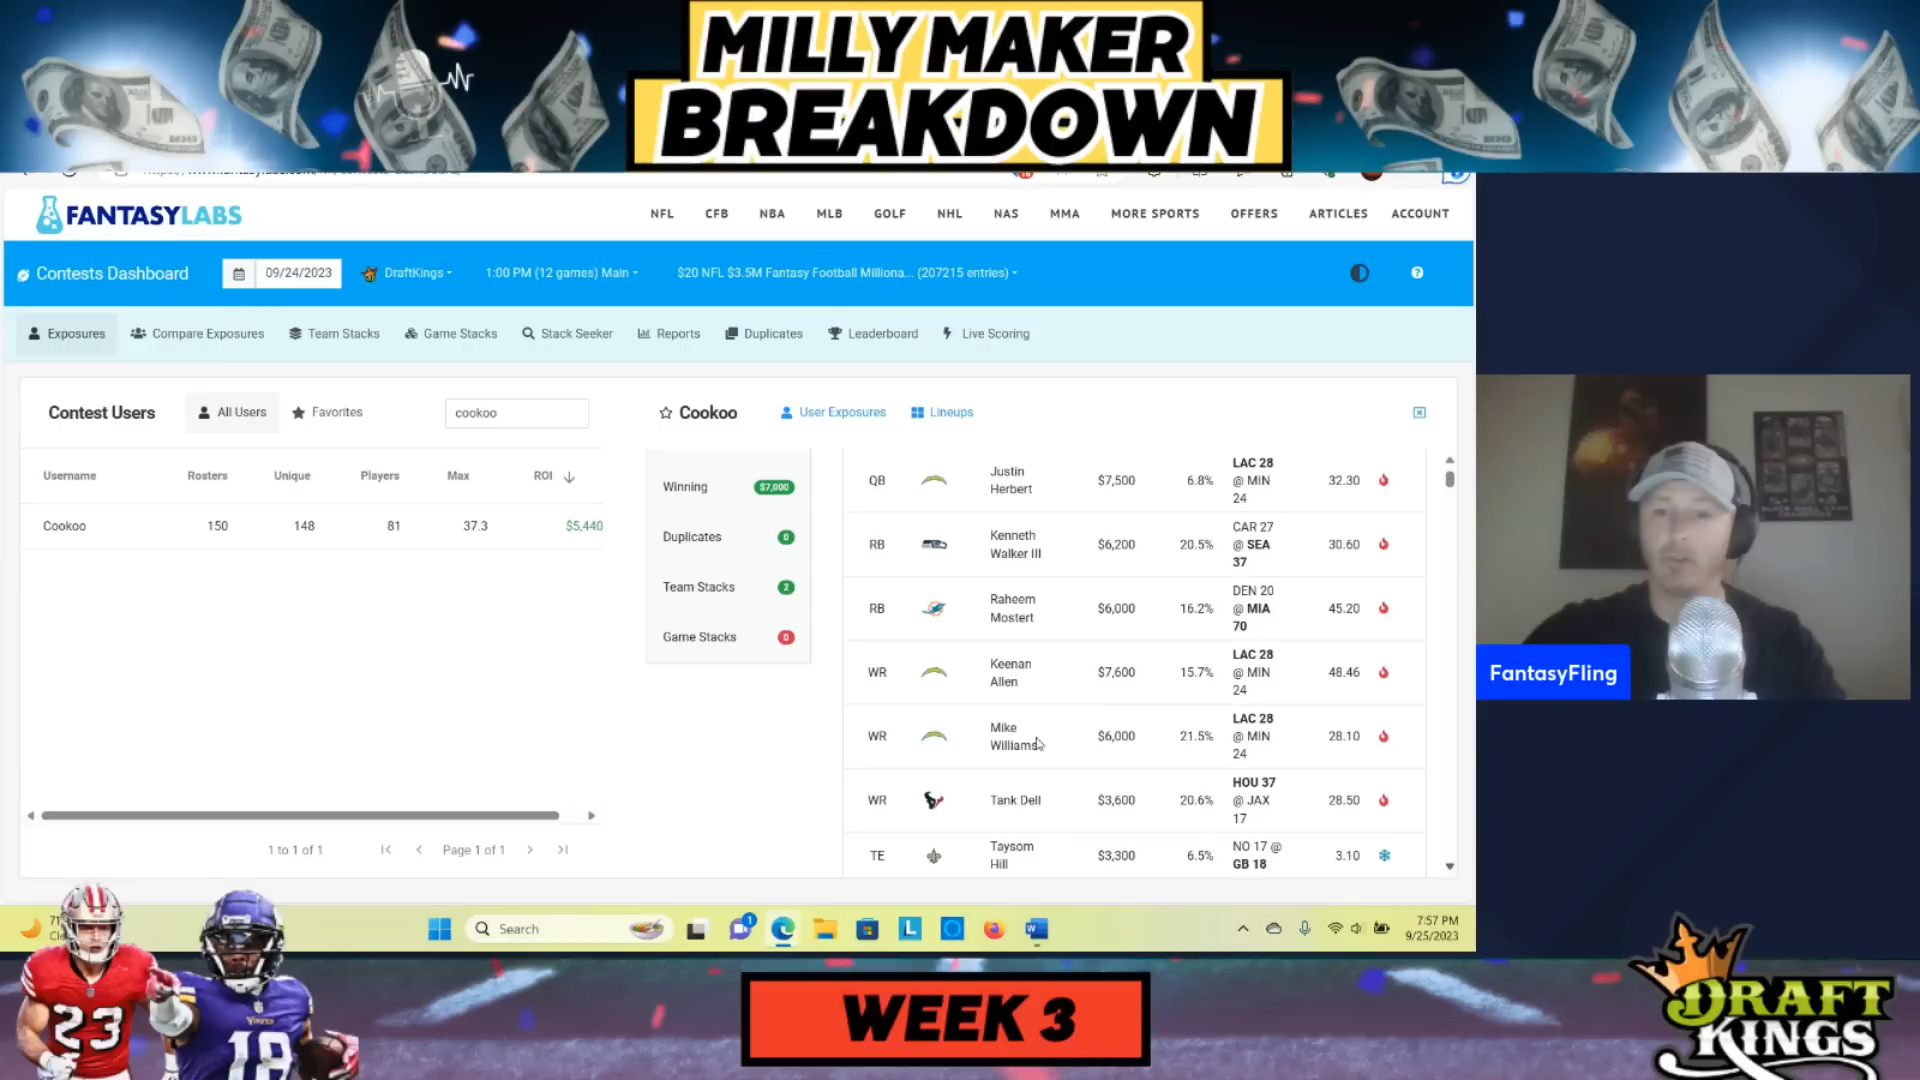 MILLY MAKER
BREAKDOWN
FANTASYLABS
NFL CFB NBA MLB GOLF NHL NAS MMA MORE SPORTS OFFERS ARTICLES ACCOUNT
Contests Dashboard 09/24/2023 DraftKings 1:00 PM (12 games) Main $20 NFL $3.5M Fantasy Football Milliona... (207215 entries)
Exposures Compare Exposures Team Stacks Game Stacks Stack Seeker Reports Duplicates Leaderboard Live Scoring
Contest Users All Users Favorites cookoo
Cookoo User Exposures Lineups
Username Rosters Unique Players Max ROI
Cookoo 150 148 81 37.3 $5,440
1 to 1 of 1 Page 1 of 1
Winning $7,000
Duplicates 0
Team Stacks 2
Game Stacks 0
QB Justin Herbert $7,500 6.8% LAC 28 @ MIN 24 32.30
RB Kenneth Walker III $6,200 20.5% CAR 27 @ SEA 37 30.60
RB Raheem Mostert $6,000 16.2% DEN 20 @ MIA 70 45.20
WR Keenan Allen $7,600 15.7% LAC 28 @ MIN 24 48.46
WR Mike Williams $6,000 21.5% LAC 28 @ MIN 24 28.10
WR Tank Dell $3,600 20.6% HOU 37 @ JAX 17 28.50
TE Taysom Hill $3,300 6.5% NO 17 @ GB 18 3.10
FantasyFling
Search
1
7:57 PM
9/25/2023
23
18
WEEK 3
DRAFT
KINGS